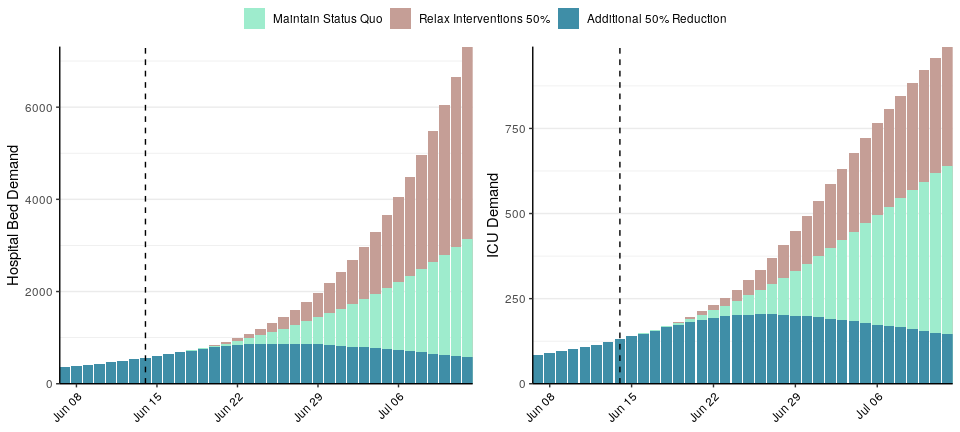 Maintain Status Quo Relax Interventions 50% Additional 50% Reduction
Hospital Bed Demand
6000
4000
2000
0
Jun 08 Jun 15 Jun 22 Jun 29 Jul 06
ICU Demand
750
500
250
0
Jun 08 Jun 15 Jun 22 Jun 29 Jul 06